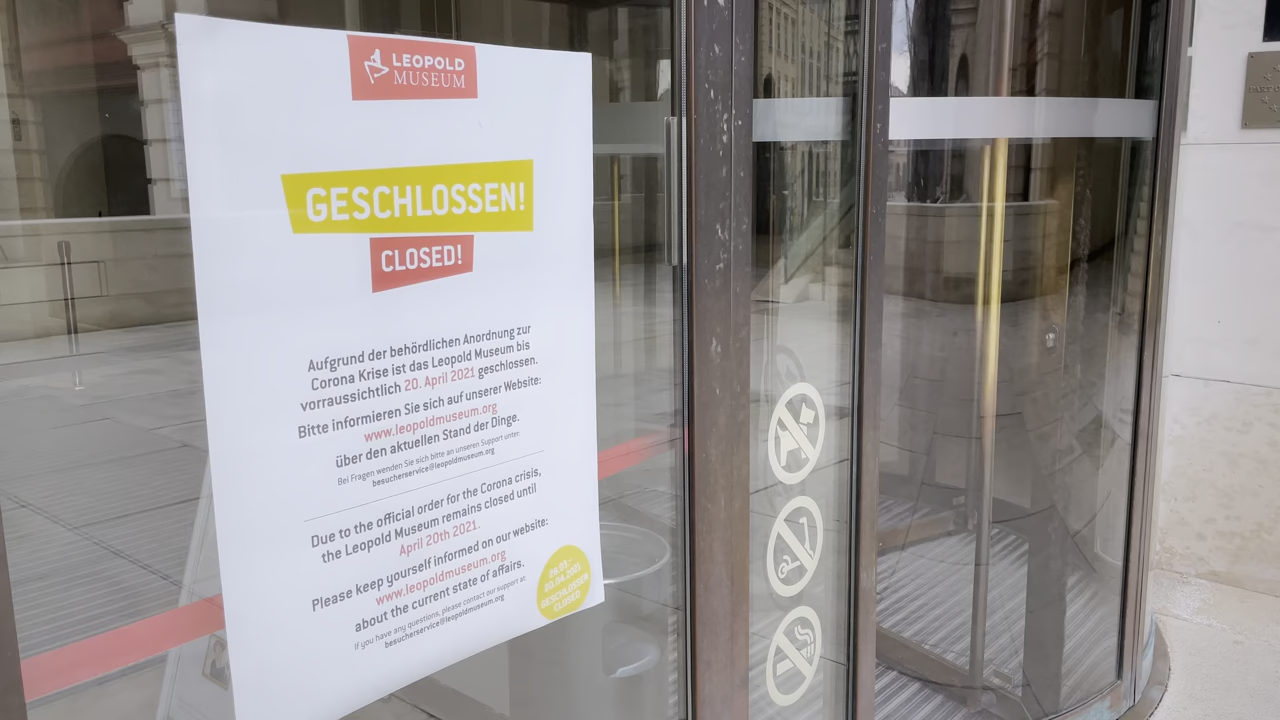 LEOPOLD
MUSEUM
GESCHLOSSEN!
CLOSED!
Aufgrund der behördlichen Anordnung zur
Corona Krise ist das Leopold Museum bis
vorraussichtlich 20. April 2021 geschlossen.
Bitte informieren Sie sich auf unserer Website:
www.leopoldmuseum.org
über den aktuellen Stand der Dinge.
Bei Fragen wenden Sie sich bitte an unseren Support unter:
besucherservice@leopoldmuseum.org
Due to the official order for the Corona crisis,
the Leopold Museum remains closed until
April 20th 2021.
Please keep yourself informed on our website:
www.leopoldmuseum.org
about the current state of affairs.
If you have any questions, please contact our support at:
besucherservice@leopoldmuseum.org
GESCHLOSSEN
CLOSED